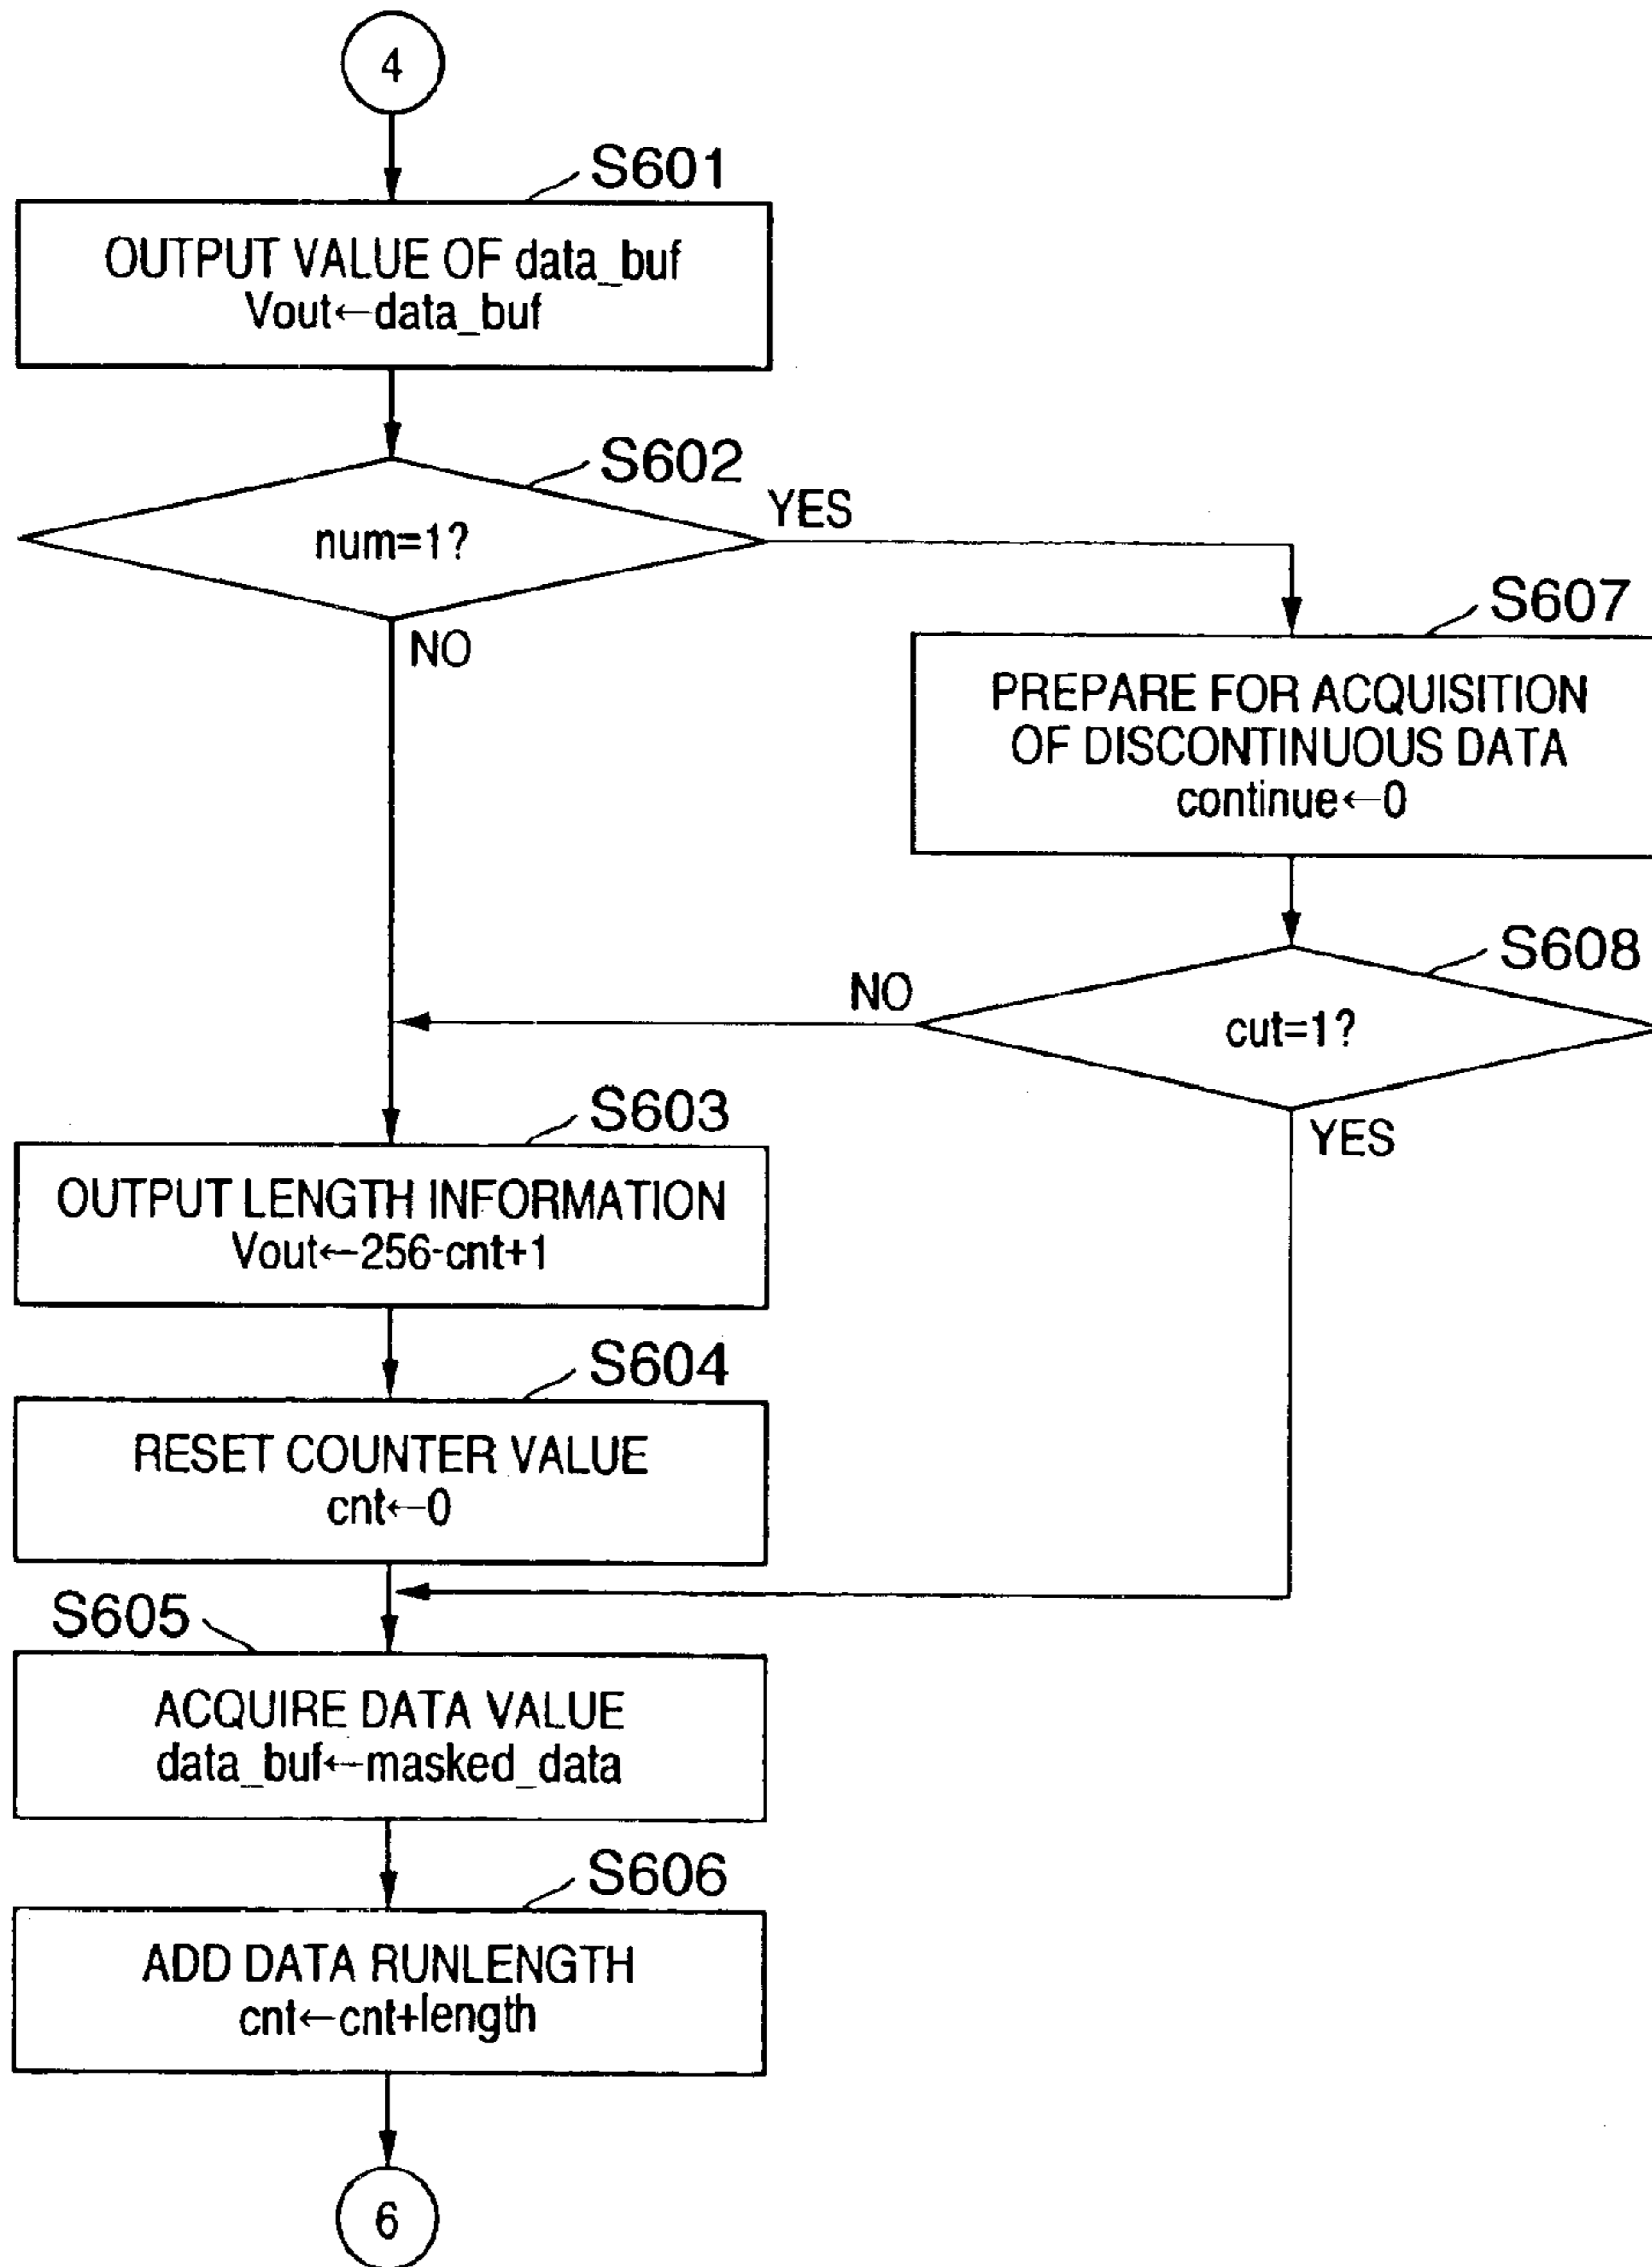 4
S601
OUTPUT VALUE OF data_buf
Vout←data_buf
S602
num=1?
YES
NO
S607
PREPARE FOR ACQUISITION
OF DISCONTINUOUS DATA
continue←0
S608
cut=1?
NO
YES
S603
OUTPUT LENGTH INFORMATION
Vout←256-cnt+1
S604
RESET COUNTER VALUE
cnt←0
S605
ACQUIRE DATA VALUE
data_buf←masked_data
S606
ADD DATA RUNLENGTH
cnt←cnt+length
6